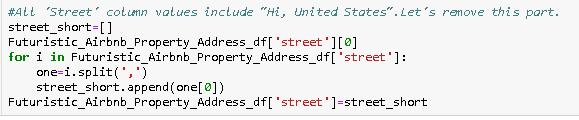 #All 'Street' column values include "Hi, United States".Let's remove this part.
street_short=[]
Futuristic_Airbnb_Property_Address_df['street'][0]
for i in Futuristic_Airbnb_Property_Address_df['street']:
    one=i.split(',')
    street_short.append(one[0])
Futuristic_Airbnb_Property_Address_df['street']=street_short